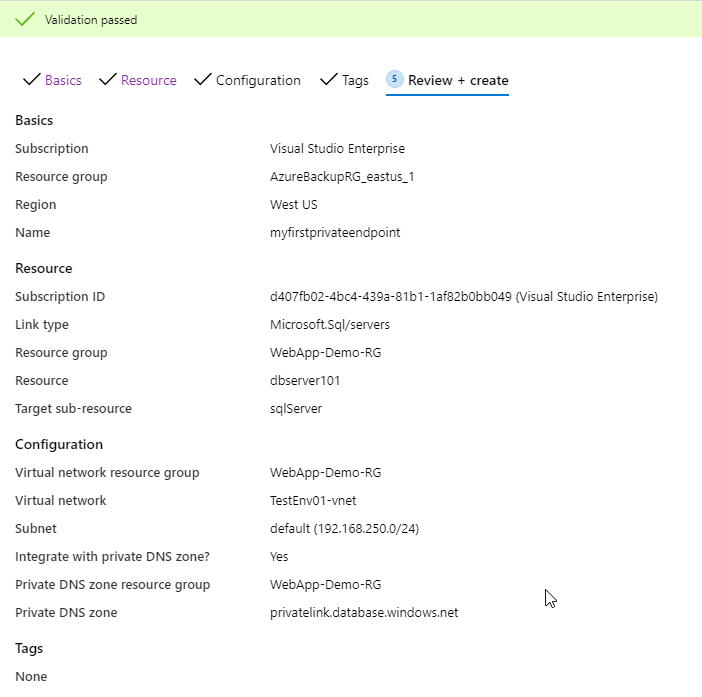 Validation passed
Basics Resource Configuration Tags 5 Review + create
Basics
Subscription Visual Studio Enterprise
Resource group AzureBackupRG_eastus_1
Region West US
Name myfirstprivateendpoint
Resource
Subscription ID d407fb02-4bc4-439a-81b1-1af82b0bb049 (Visual Studio Enterprise)
Link type Microsoft.Sql/servers
Resource group WebApp-Demo-RG
Resource dbserver101
Target sub-resource sqlServer
Configuration
Virtual network resource group WebApp-Demo-RG
Virtual network TestEnv01-vnet
Subnet default (192.168.250.0/24)
Integrate with private DNS zone? Yes
Private DNS zone resource group WebApp-Demo-RG
Private DNS zone privatelink.database.windows.net
Tags
None